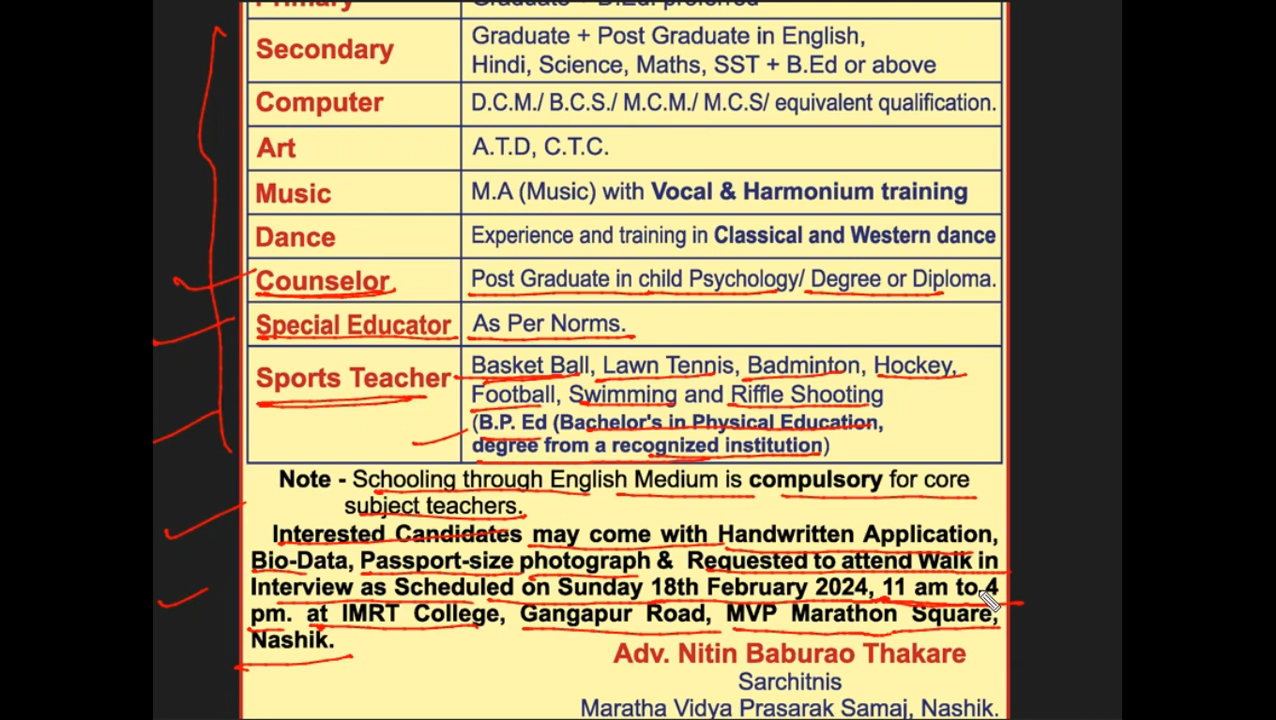 Primary
Graduate + B.Ed. preferred
Secondary
Graduate + Post Graduate in English,
Hindi, Science, Maths, SST + B.Ed or above
Computer
D.C.M./ B.C.S./ M.C.M./ M.C.S/ equivalent qualification.
Art
A.T.D, C.T.C.
Music
M.A (Music) with Vocal & Harmonium training
Dance
Experience and training in Classical and Western dance
Counselor
Post Graduate in child Psychology/ Degree or Diploma.
Special Educator
As Per Norms.
Sports Teacher
Basket Ball, Lawn Tennis, Badminton, Hockey,
Football, Swimming and Riffle Shooting
(B.P. Ed (Bachelor's in Physical Education,
degree from a recognized institution)
Note - Schooling through English Medium is compulsory for core
subject teachers.
Interested Candidates may come with Handwritten Application,
Bio-Data, Passport-size photograph & Requested to attend Walk in
Interview as Scheduled on Sunday 18th February 2024, 11 am to 4
pm. at IMRT College, Gangapur Road, MVP Marathon Square,
Nashik.
Adv. Nitin Baburao Thakare
Sarchitnis
Maratha Vidya Prasarak Samaj, Nashik.